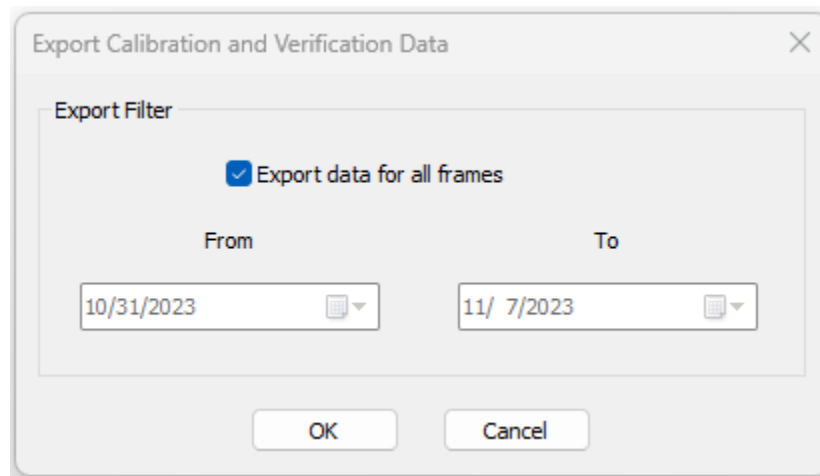 Export Calibration and Verification Data
Export Filter
Export data for all frames
From To
10/31/2023 11/ 7/2023
OK Cancel